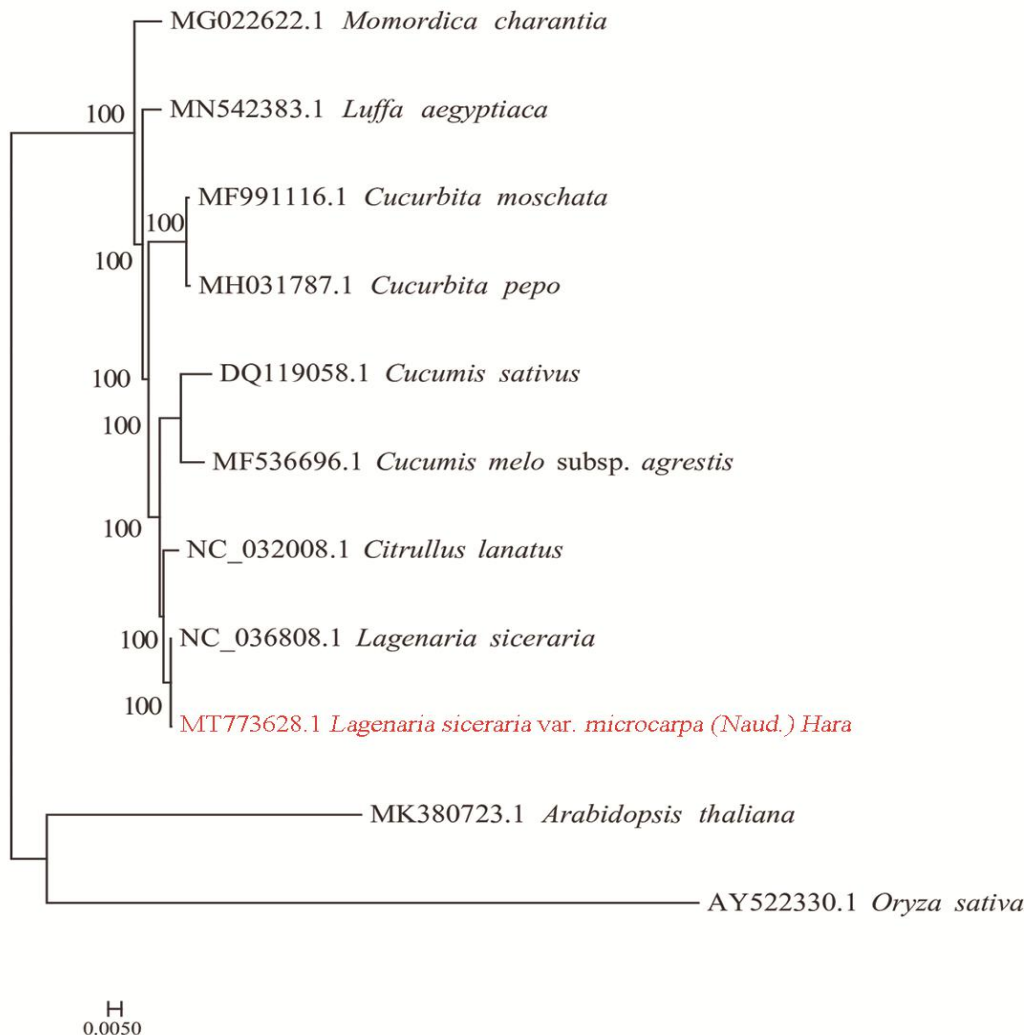 MG022622.1 Momordica charantia
100
MN542383.1 Luffa aegyptiaca
MF991116.1 Cucurbita moschata
100
100
MH031787.1 Cucurbita pepo
DQ119058.1 Cucumis sativus
100
100
MF536696.1 Cucumis melo subsp. agrestis
100
NC_032008.1 Citrullus lanatus
100
NC_036808.1 Lagenaria siceraria
100
MT773628.1 Lagenaria siceraria var. microcarpa (Naud.) Hara
MK380723.1 Arabidopsis thaliana
AY522330.1 Oryza sativa
0.0050